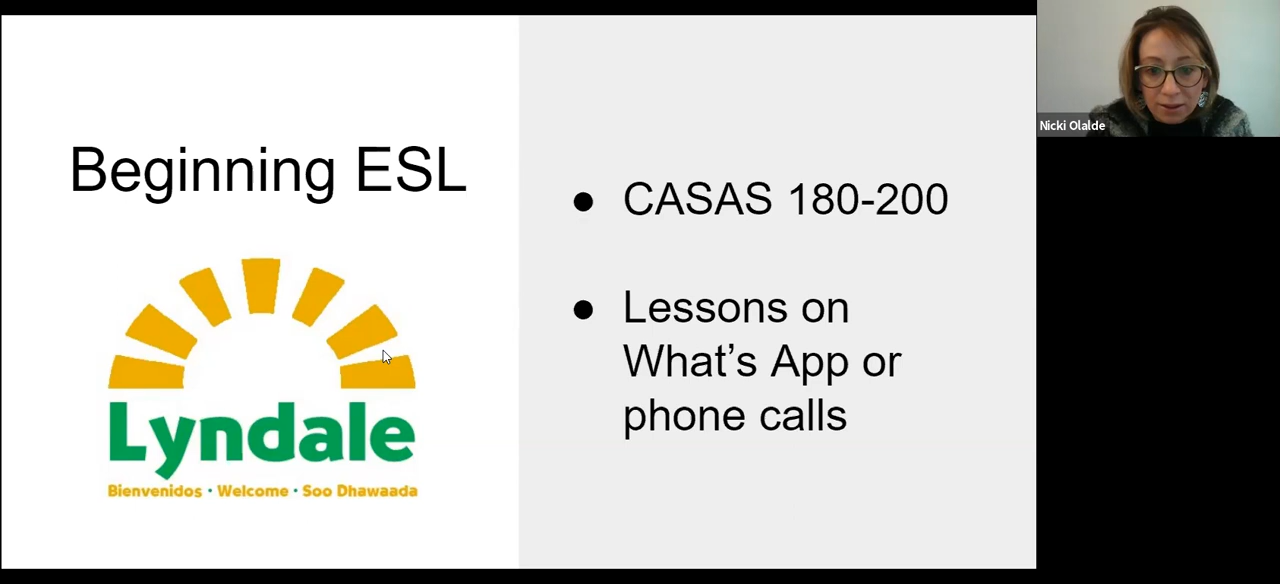 Beginning ESL
Lyndale
Bienvenidos · Welcome · Soo Dhawaada
● CASAS 180-200
● Lessons on
What's App or
phone calls
Nicki Olalde